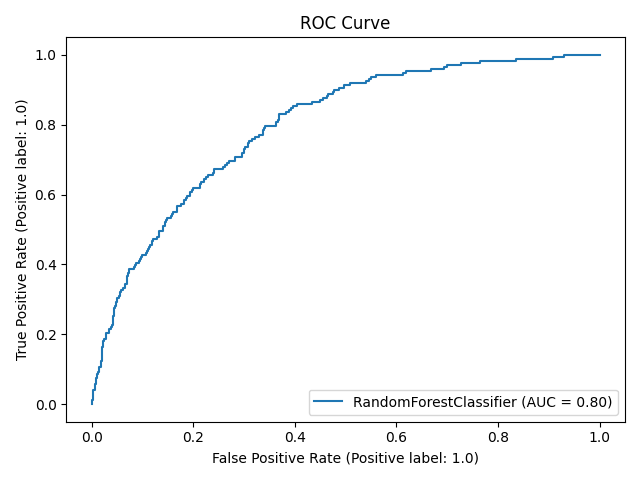 ROC Curve
True Positive Rate (Positive label: 1.0)
1.0
0.8
0.6
0.4
0.2
0.0
RandomForestClassifier (AUC = 0.80)
0.0 0.2 0.4 0.6 0.8 1.0
False Positive Rate (Positive label: 1.0)